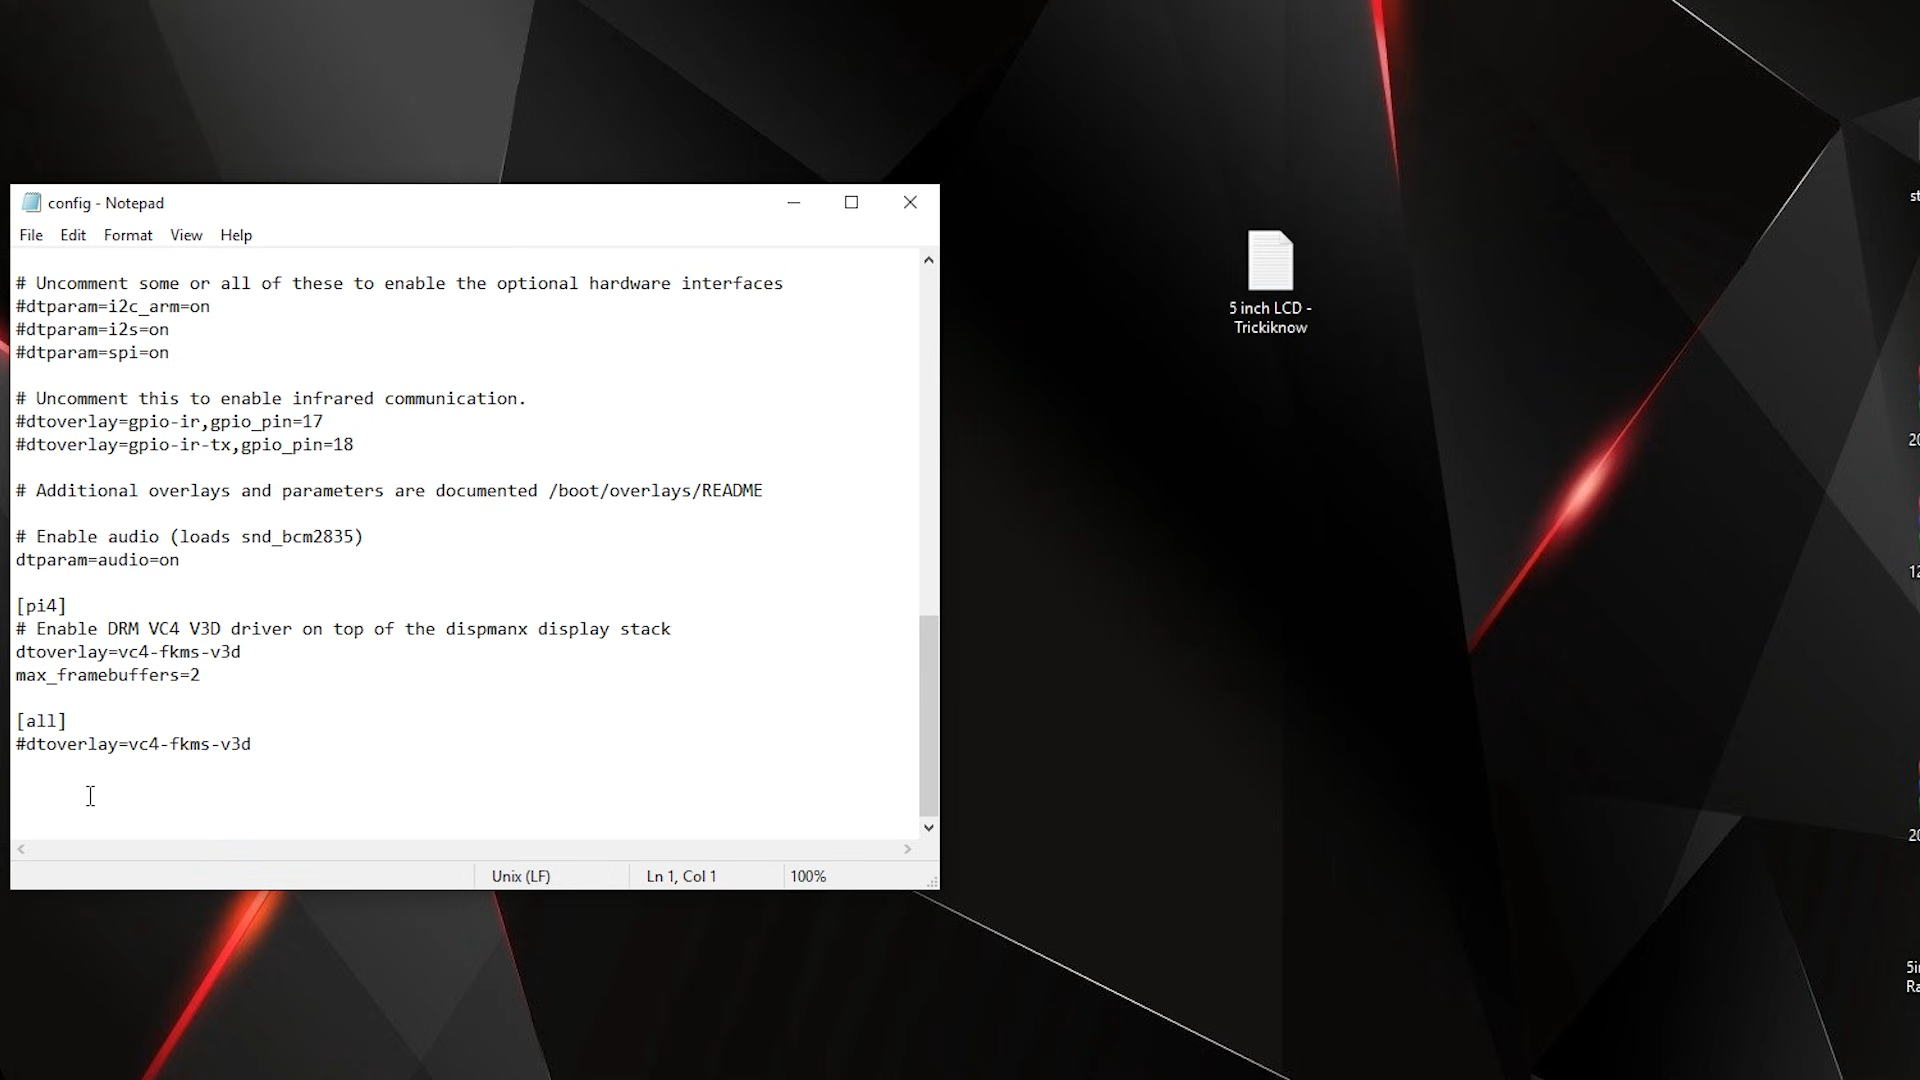 config - Notepad
File Edit Format View Help
# Uncomment some or all of these to enable the optional hardware interfaces
#dtparam=i2c_arm=on
#dtparam=i2s=on
#dtparam=spi=on
# Uncomment this to enable infrared communication.
#dtoverlay=gpio-ir,gpio_pin=17
#dtoverlay=gpio-ir-tx,gpio_pin=18
# Additional overlays and parameters are documented /boot/overlays/README
# Enable audio (loads snd_bcm2835)
dtparam=audio=on
[pi4]
# Enable DRM VC4 V3D driver on top of the dispmanx display stack
dtoverlay=vc4-fkms-v3d
max_framebuffers=2
[all]
#dtoverlay=vc4-fkms-v3d
Unix (LF) Ln 1, Col 1 100%
5 inch LCD -
Trickiknow